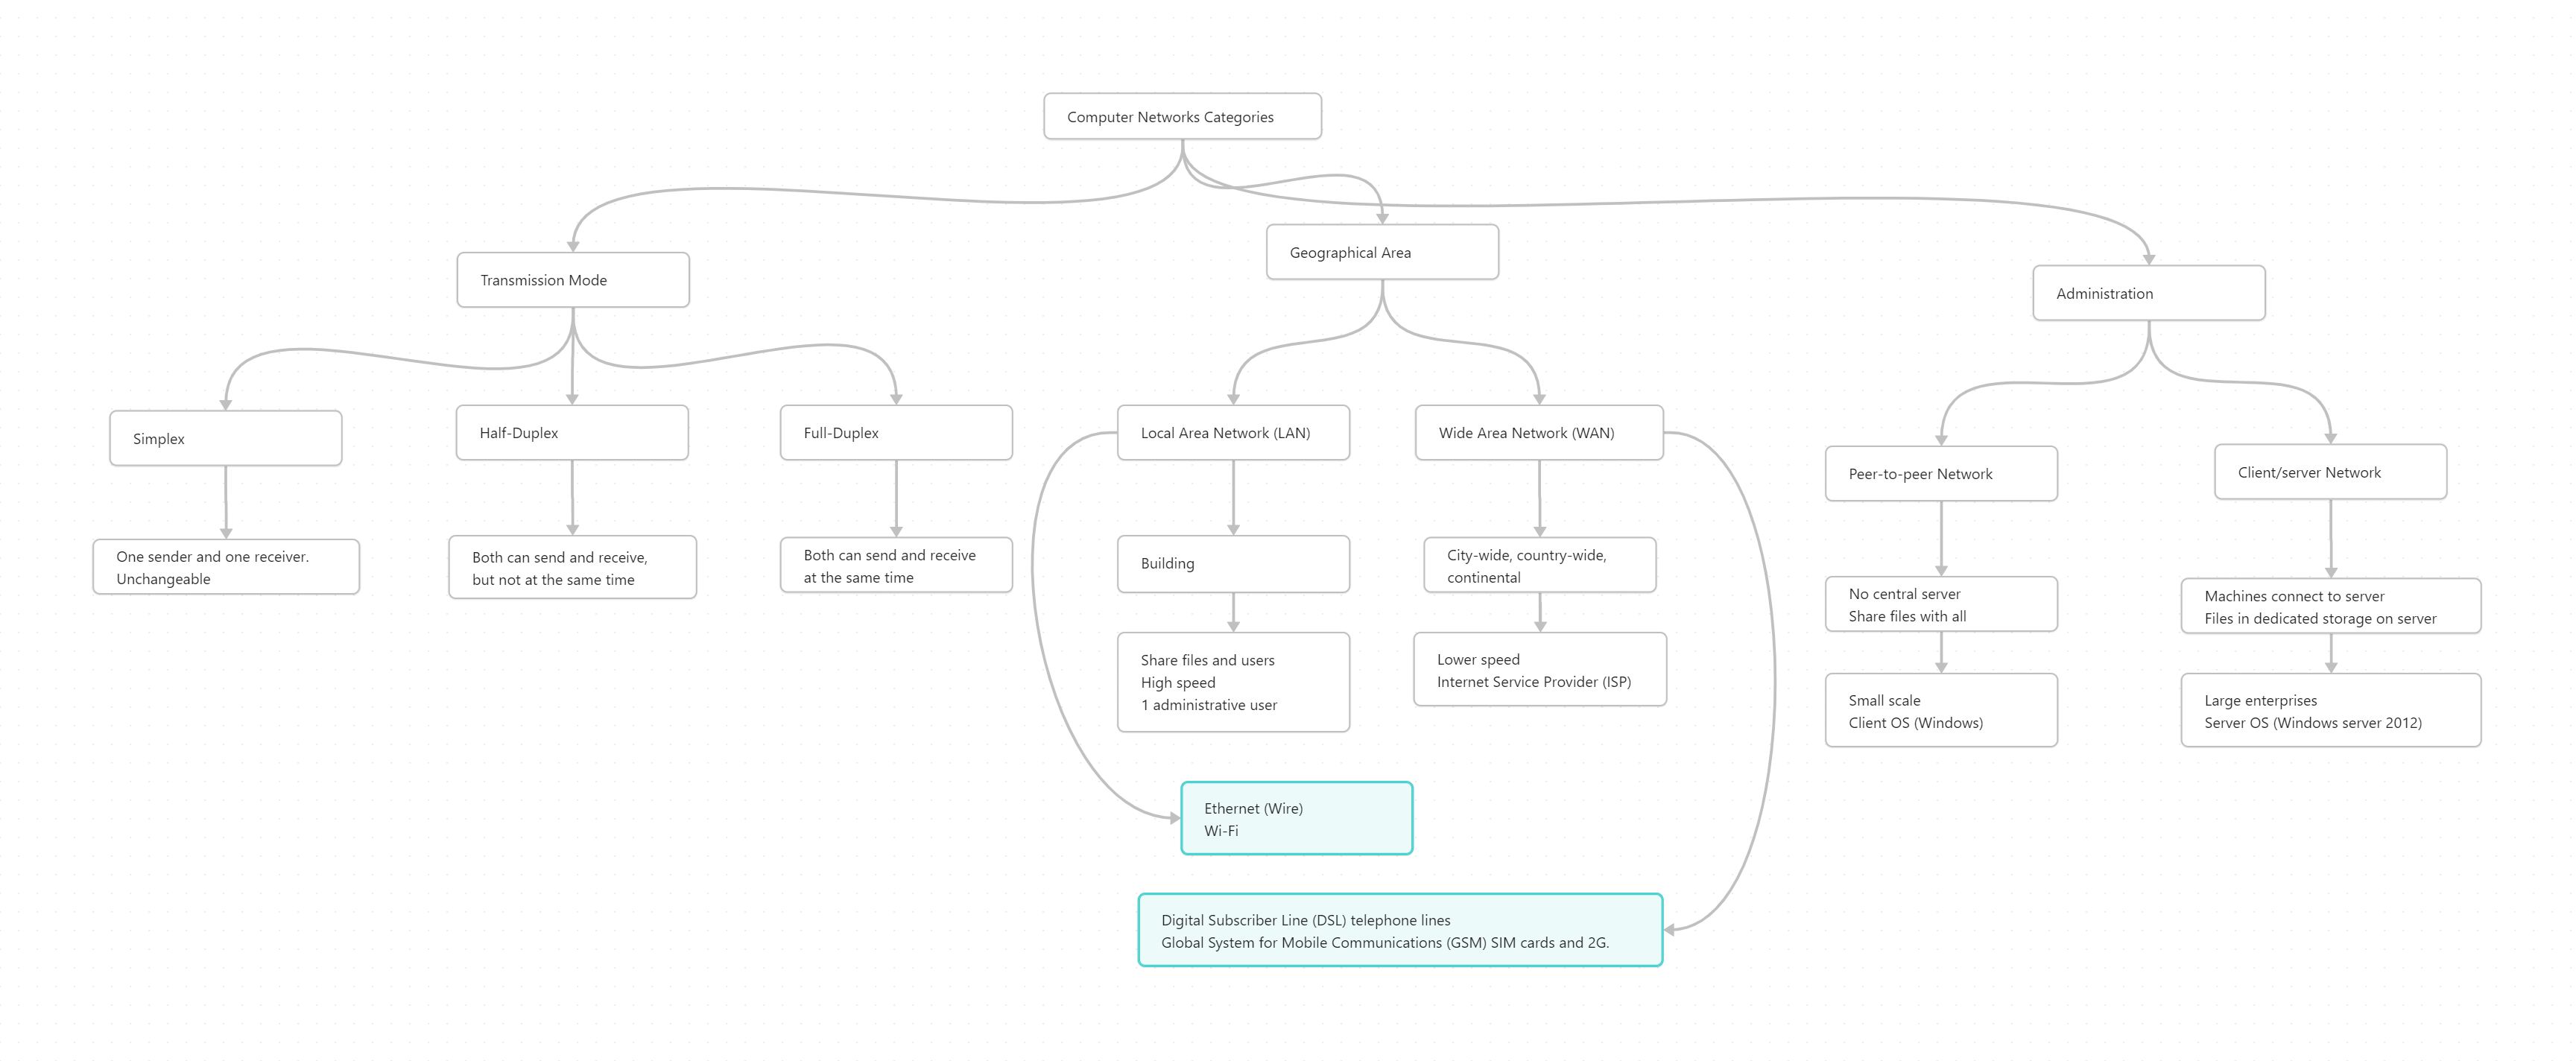 Computer Networks Categories
Transmission Mode
Geographical Area
Administration
Simplex
Half-Duplex
Full-Duplex
Local Area Network (LAN)
Wide Area Network (WAN)
Peer-to-peer Network
Client/server Network
One sender and one receiver.
Unchangeable
Both can send and receive,
but not at the same time
Both can send and receive
at the same time
Building
City-wide, country-wide,
continental
No central server
Share files with all
Machines connect to server
Files in dedicated storage on server
Share files and users
High speed
1 administrative user
Lower speed
Internet Service Provider (ISP)
Small scale
Client OS (Windows)
Large enterprises
Server OS (Windows server 2012)
Ethernet (Wire)
Wi-Fi
Digital Subscriber Line (DSL) telephone lines
Global System for Mobile Communications (GSM) SIM cards and 2G.